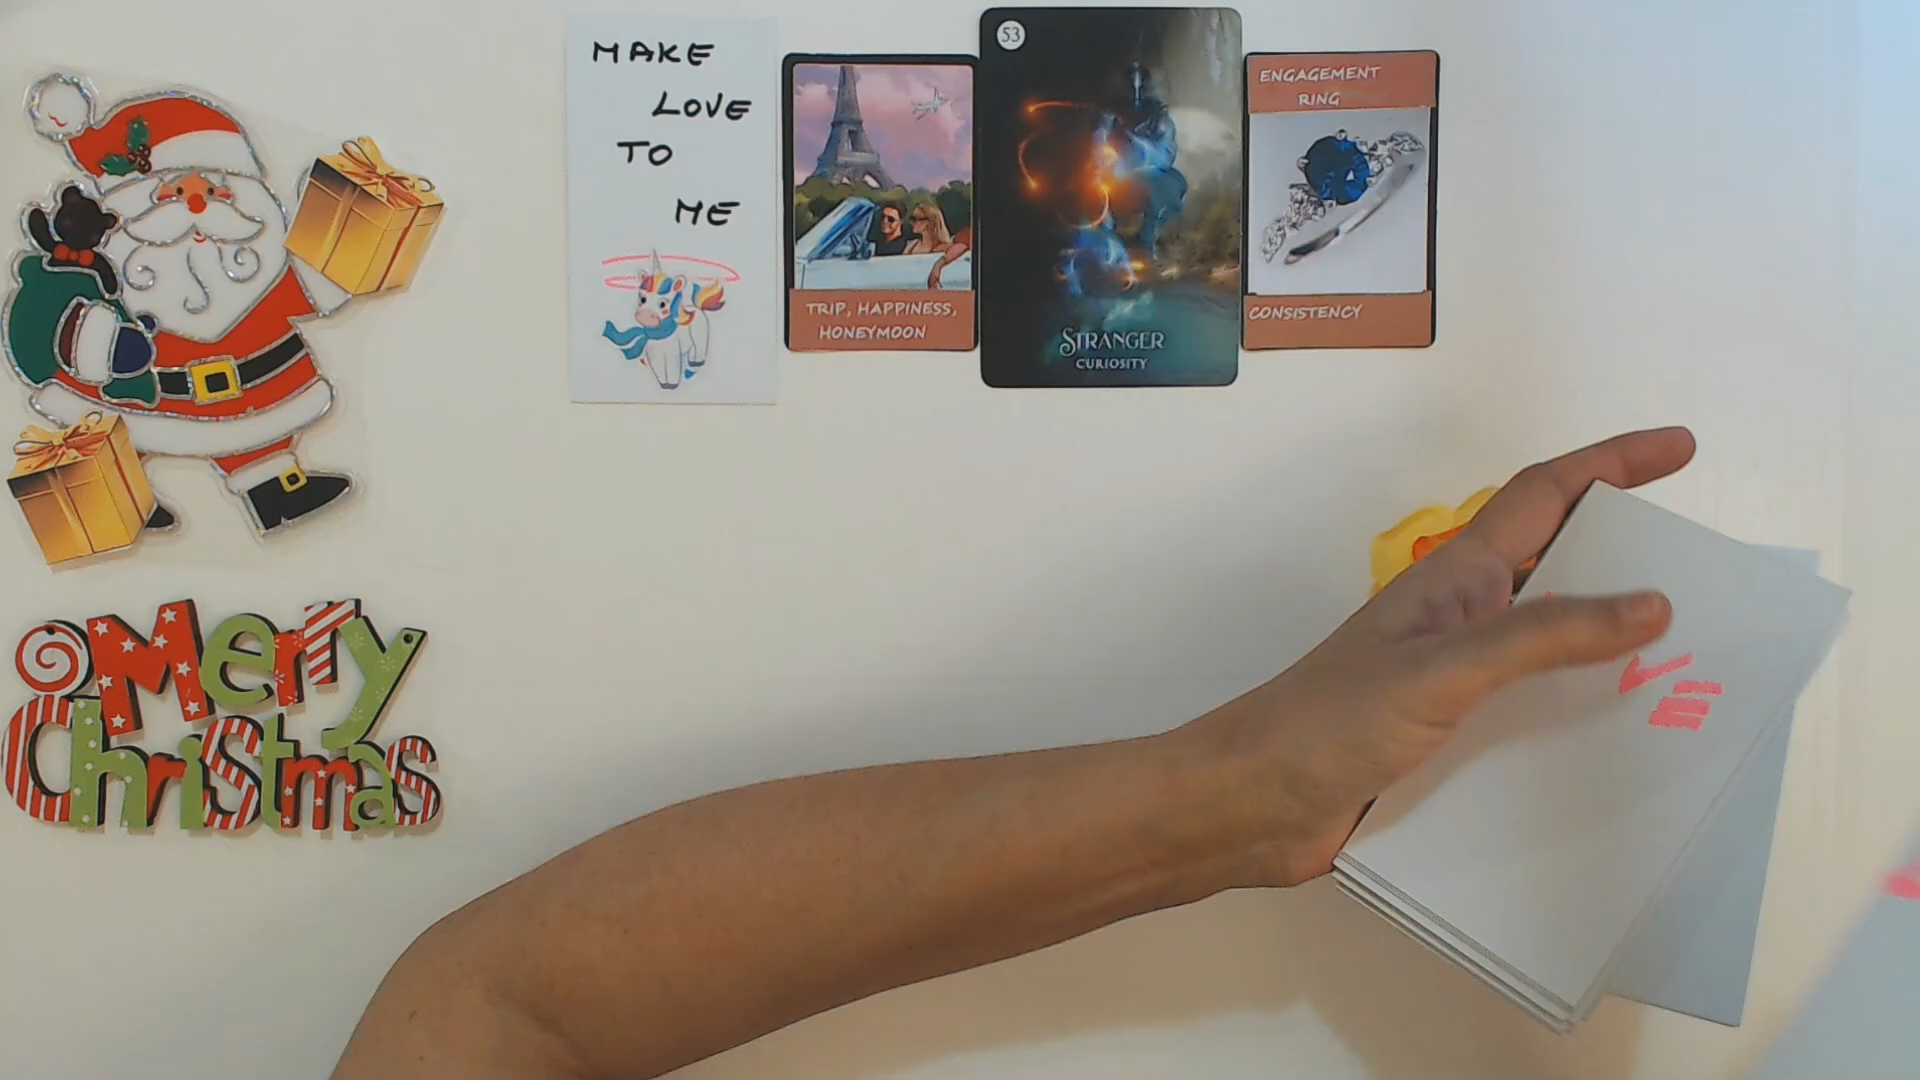 MAKE
LOVE
TO
ME
TRIP, HAPPINESS,
HONEYMOON
53
STRANGER
CURIOSITY
ENGAGEMENT
RING
CONSISTENCY
Merry
Christmas